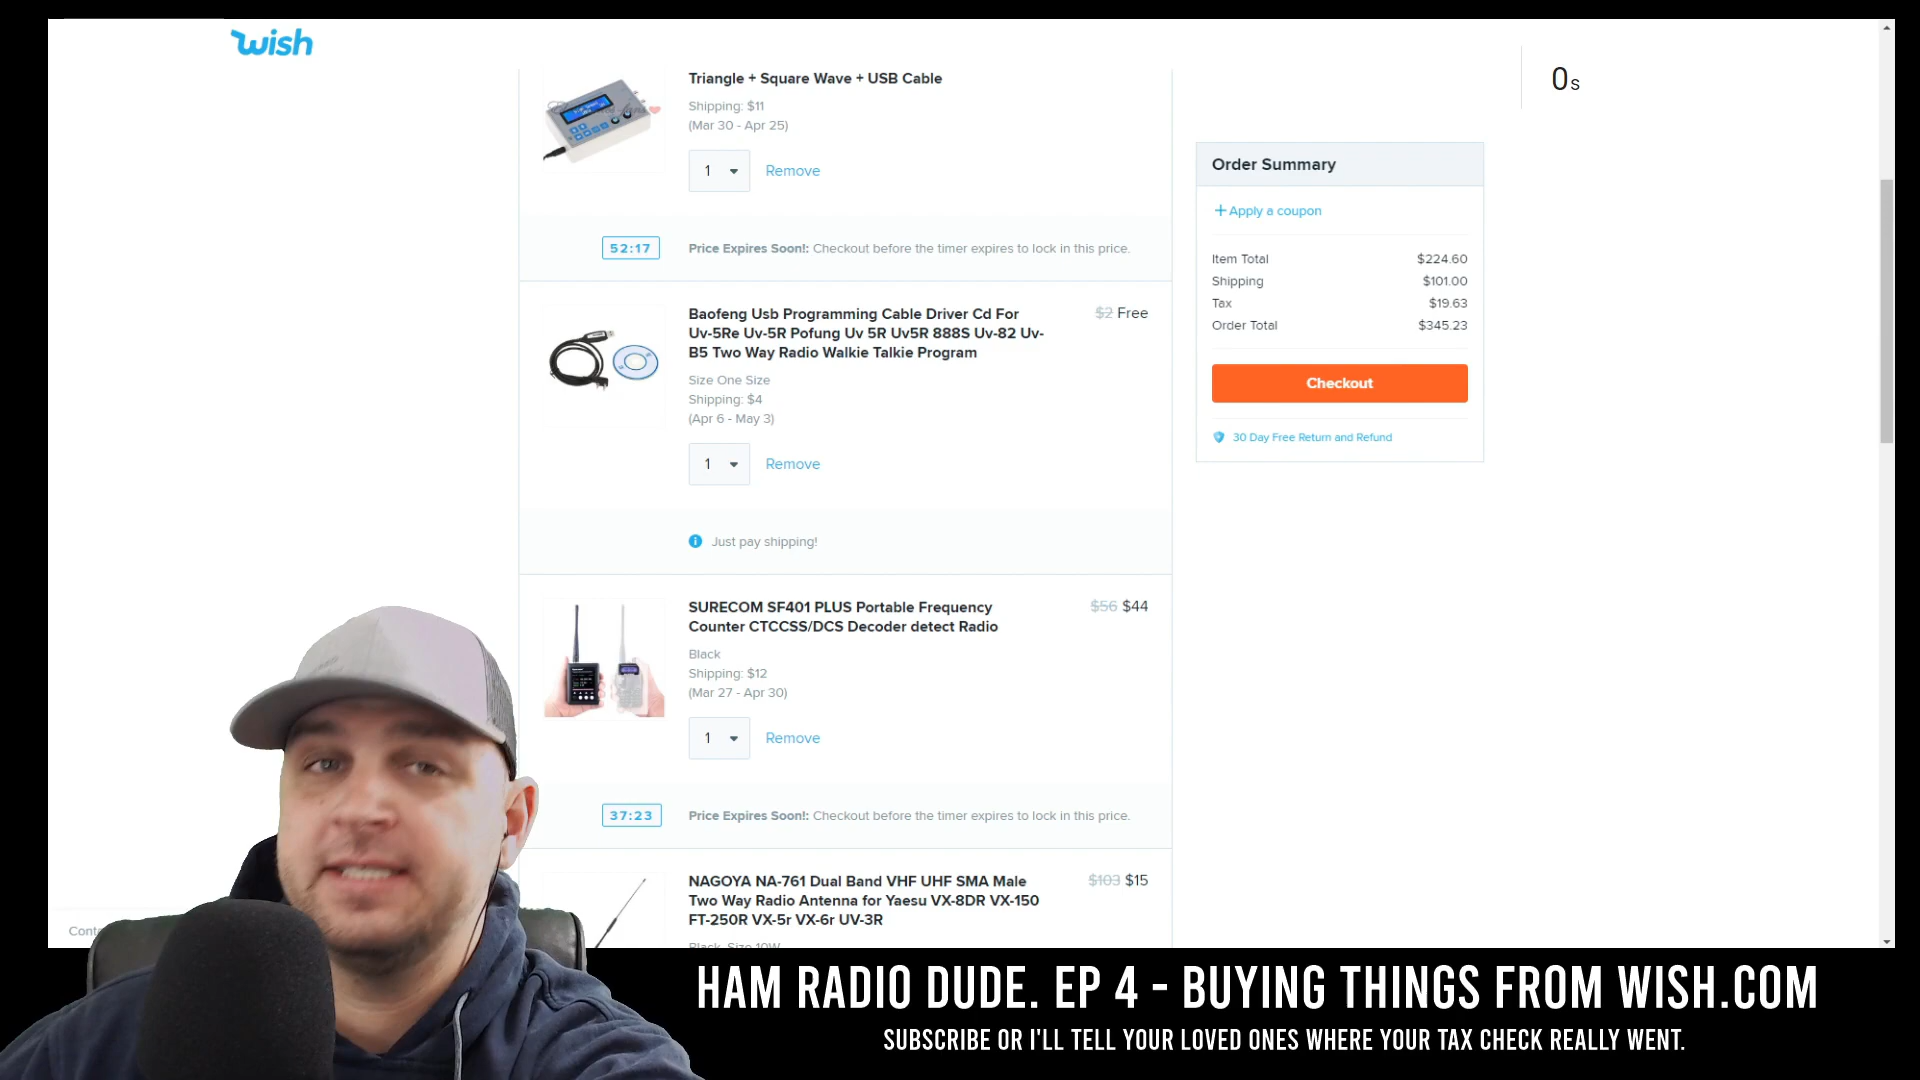 wish
0s
Triangle + Square Wave + USB Cable
Shipping: $11
(Mar 30 - Apr 25)
1
Remove
52:17
Price Expires Soon!: Checkout before the timer expires to lock in this price.
Baofeng Usb Programming Cable Driver Cd For
Uv-5Re Uv-5R Pofung Uv 5R Uv5R 888S Uv-82 Uv-
B5 Two Way Radio Walkie Talkie Program
$2 Free
Size One Size
Shipping: $4
(Apr 6 - May 3)
1
Remove
Just pay shipping!
SURECOM SF401 PLUS Portable Frequency
Counter CTCCSS/DCS Decoder detect Radio
$56 $44
Black
Shipping: $12
(Mar 27 - Apr 30)
1
Remove
37:23
Price Expires Soon!: Checkout before the timer expires to lock in this price.
NAGOYA NA-761 Dual Band VHF UHF SMA Male
Two Way Radio Antenna for Yaesu VX-8DR VX-150
FT-250R VX-5r VX-6r UV-3R
$103 $15
Black, Size 10W
Order Summary
+ Apply a coupon
Item Total $224.60
Shipping $101.00
Tax $19.63
Order Total $345.23
Checkout
30 Day Free Return and Refund
HAM RADIO DUDE. EP 4 - BUYING THINGS FROM WISH.COM
SUBSCRIBE OR I'LL TELL YOUR LOVED ONES WHERE YOUR TAX CHECK REALLY WENT.